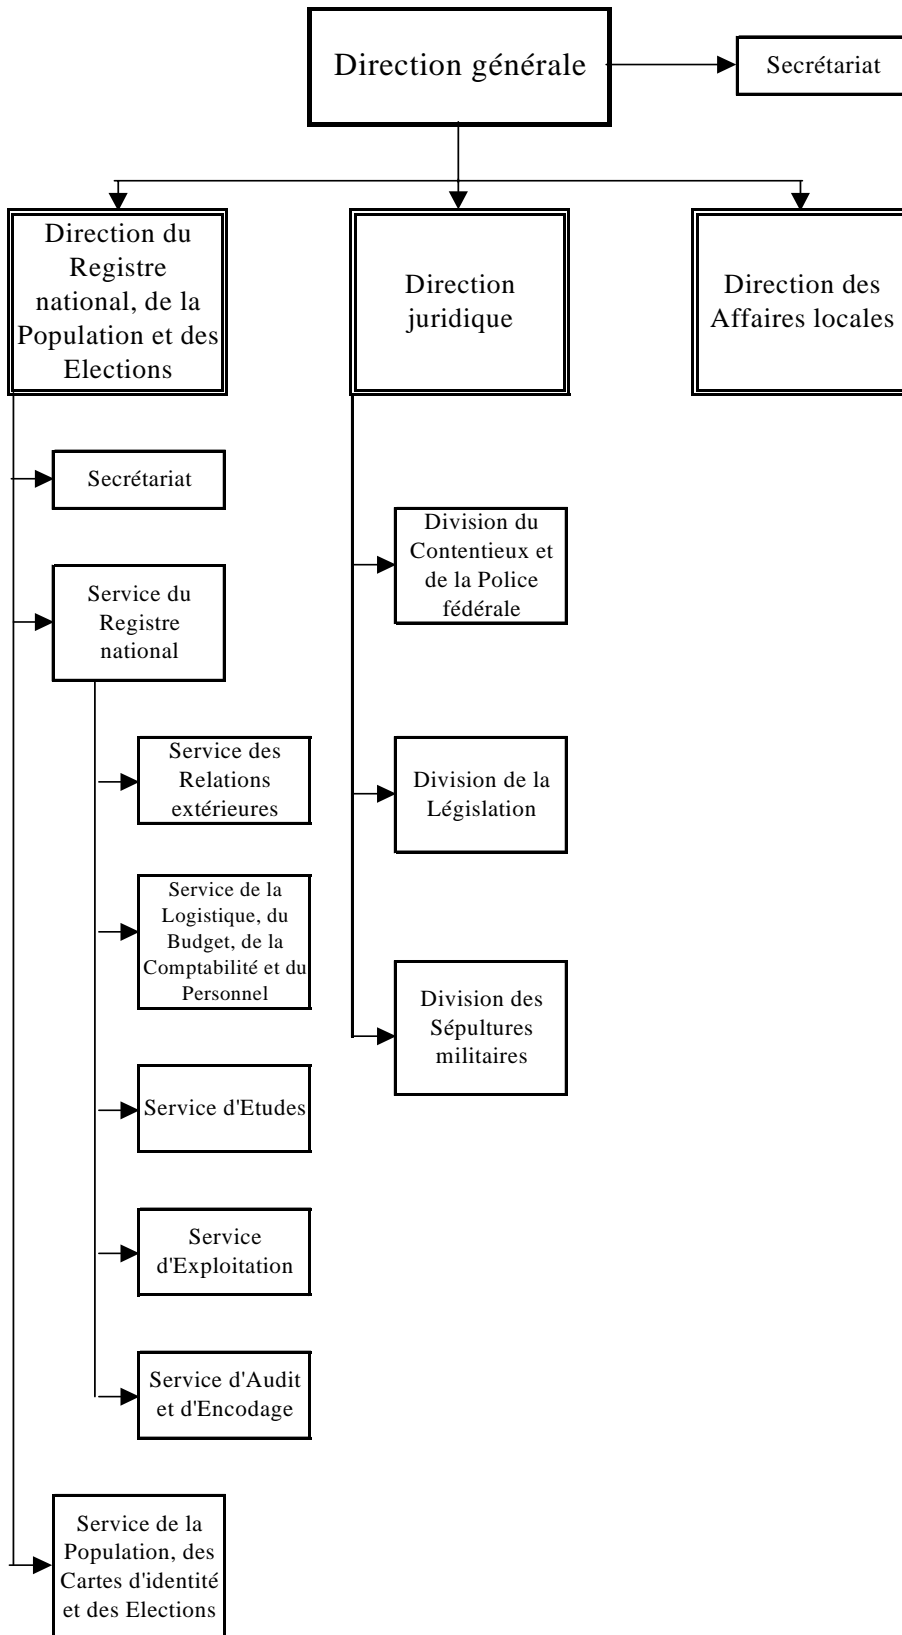 Direction générale
Secrétariat
Direction du
Registre
national, de la
Population et des
Elections
Direction
juridique
Direction des
Affaires locales
Secrétariat
Service du
Registre
national
Service des
Relations
extérieures
Service de la
Logistique, du
Budget, de la
Comptabilité et du
Personnel
Service d'Etudes
Service
d'Exploitation
Service d'Audit
et d'Encodage
Service de la
Population, des
Cartes d'identité
et des Elections
Division du
Contentieux et
de la Police
fédérale
Division de la
Législation
Division des
Sépultures
militaires